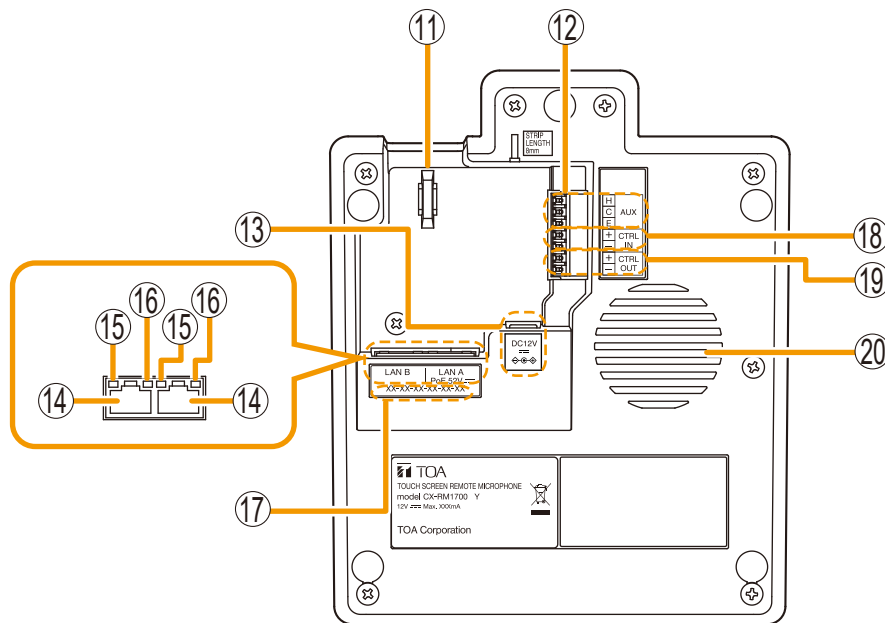 ⑪
⑫
STRIP
LENGTH
8mm
H
C
E
AUX
+
−
CTRL
IN
+
−
CTRL
OUT
⑬
⑱
⑲
⑳
⑮
⑯
⑮
⑯
⑭
⑭
DC12V
LAN B
LAN A
PoE 52V
XX-XX-XX-XX-XX-XX
⑰
TOA
TOUCH SCREEN REMOTE MICROPHONE
model CX-RM1700 Y
12V Max, XXXmA
TOA Corporation